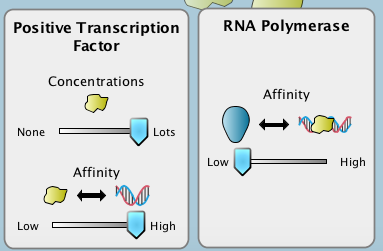 Positive Transcription
Factor
Concentrations
None Lots
Affinity
Low High
RNA Polymerase
Affinity
Low High